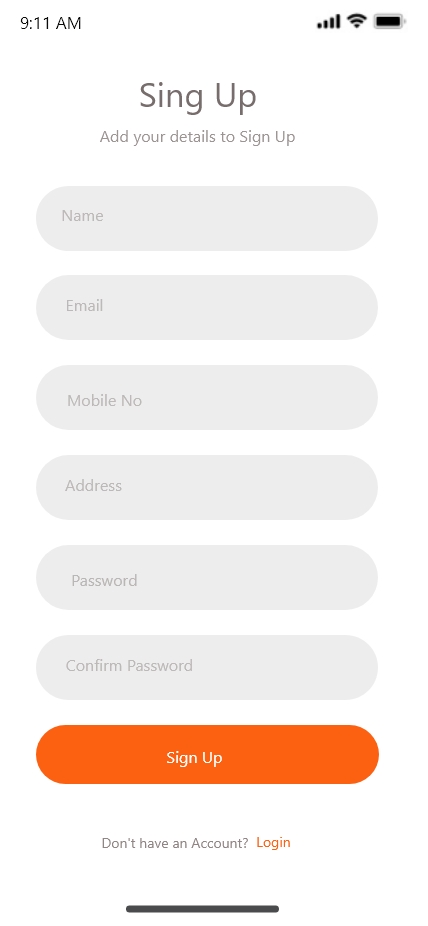 9:11 AM
Sing Up
Add your details to Sign Up
Name
Email
Mobile No
Address
Password
Confirm Password
Sign Up
Don't have an Account? Login